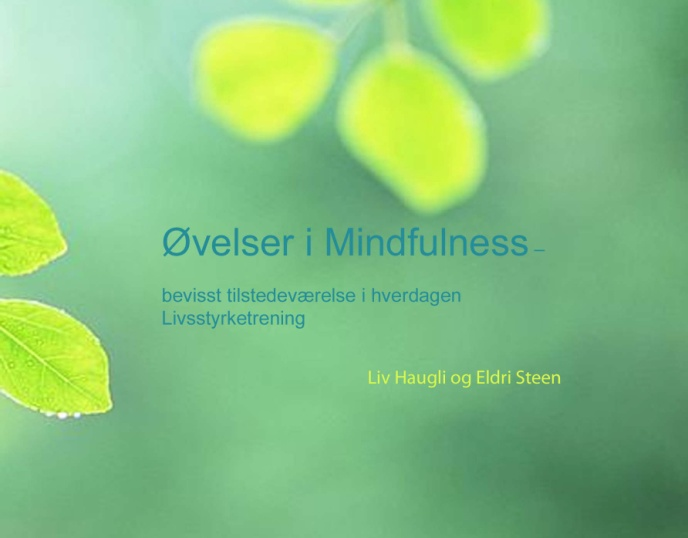 Øvelser i Mindfulness –
bevisst tilstedeværelse i hverdagen
Livsstyrketrening
Liv Haugli og Eldri Steen